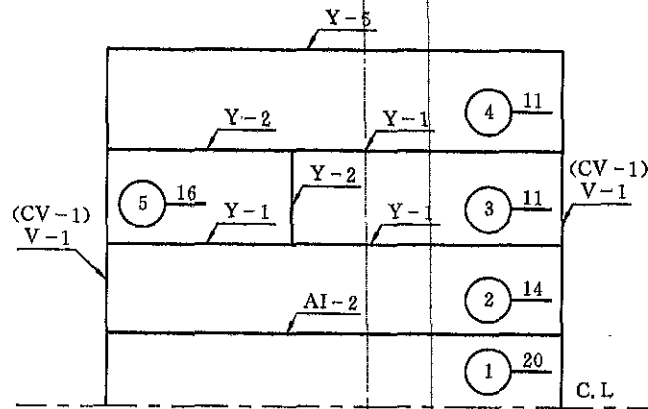 Y-5
4 11
Y-2 Y-1
Y-2
5 16
3 11
(CV-1)
V-1
Y-1 Y-1
(CV-1)
V-1
2 14
AI-2
1 20
C.L